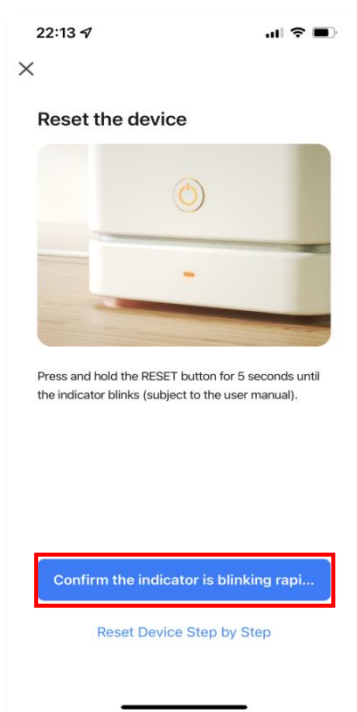 22:13
Reset the device
Press and hold the RESET button for 5 seconds until
the indicator blinks (subject to the user manual).
Confirm the indicator is blinking rapi...
Reset Device Step by Step